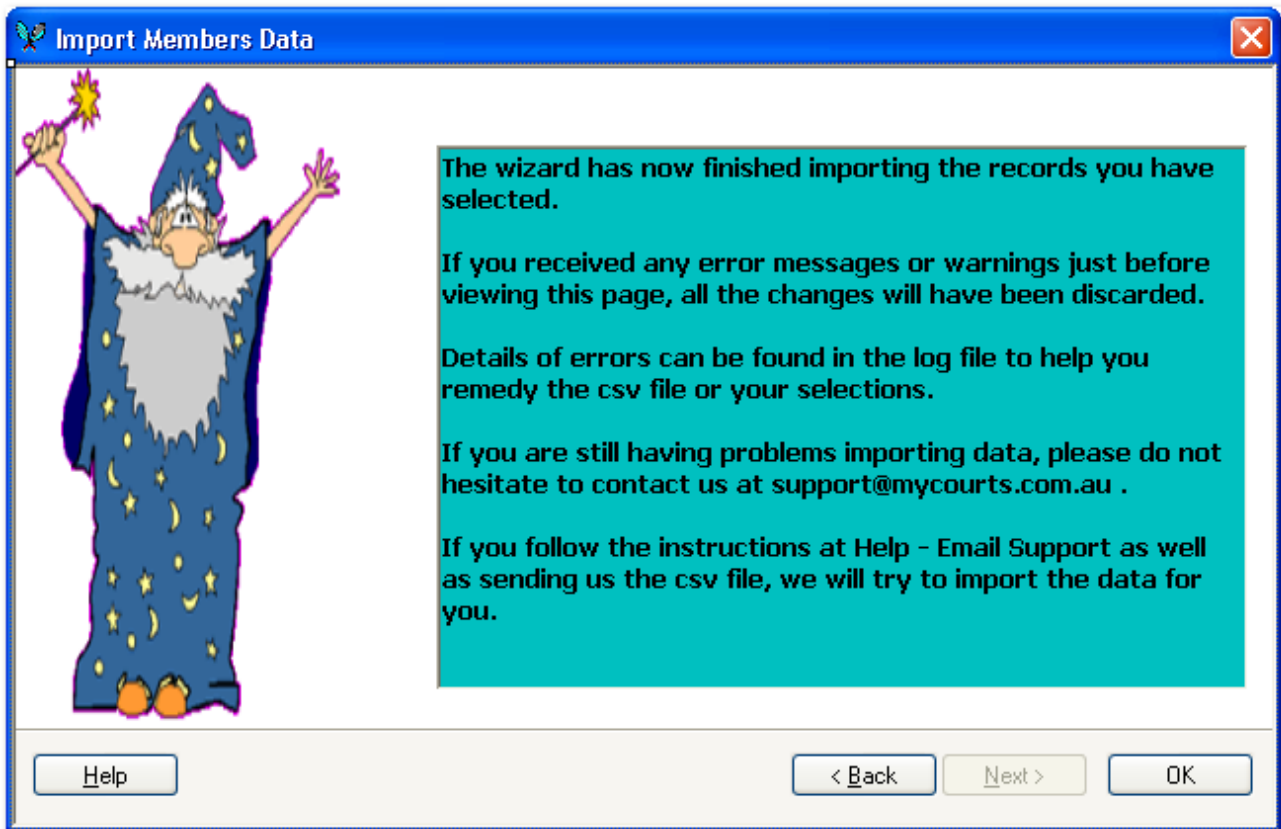 Import Members Data
The wizard has now finished importing the records you have
selected.
If you received any error messages or warnings just before
viewing this page, all the changes will have been discarded.
Details of errors can be found in the log file to help you
remedy the csv file or your selections.
If you are still having problems importing data, please do not
hesitate to contact us at support@mycourts.com.au .
If you follow the instructions at Help - Email Support as well
as sending us the csv file, we will try to import the data for
you.
Help
< Back
Next >
OK